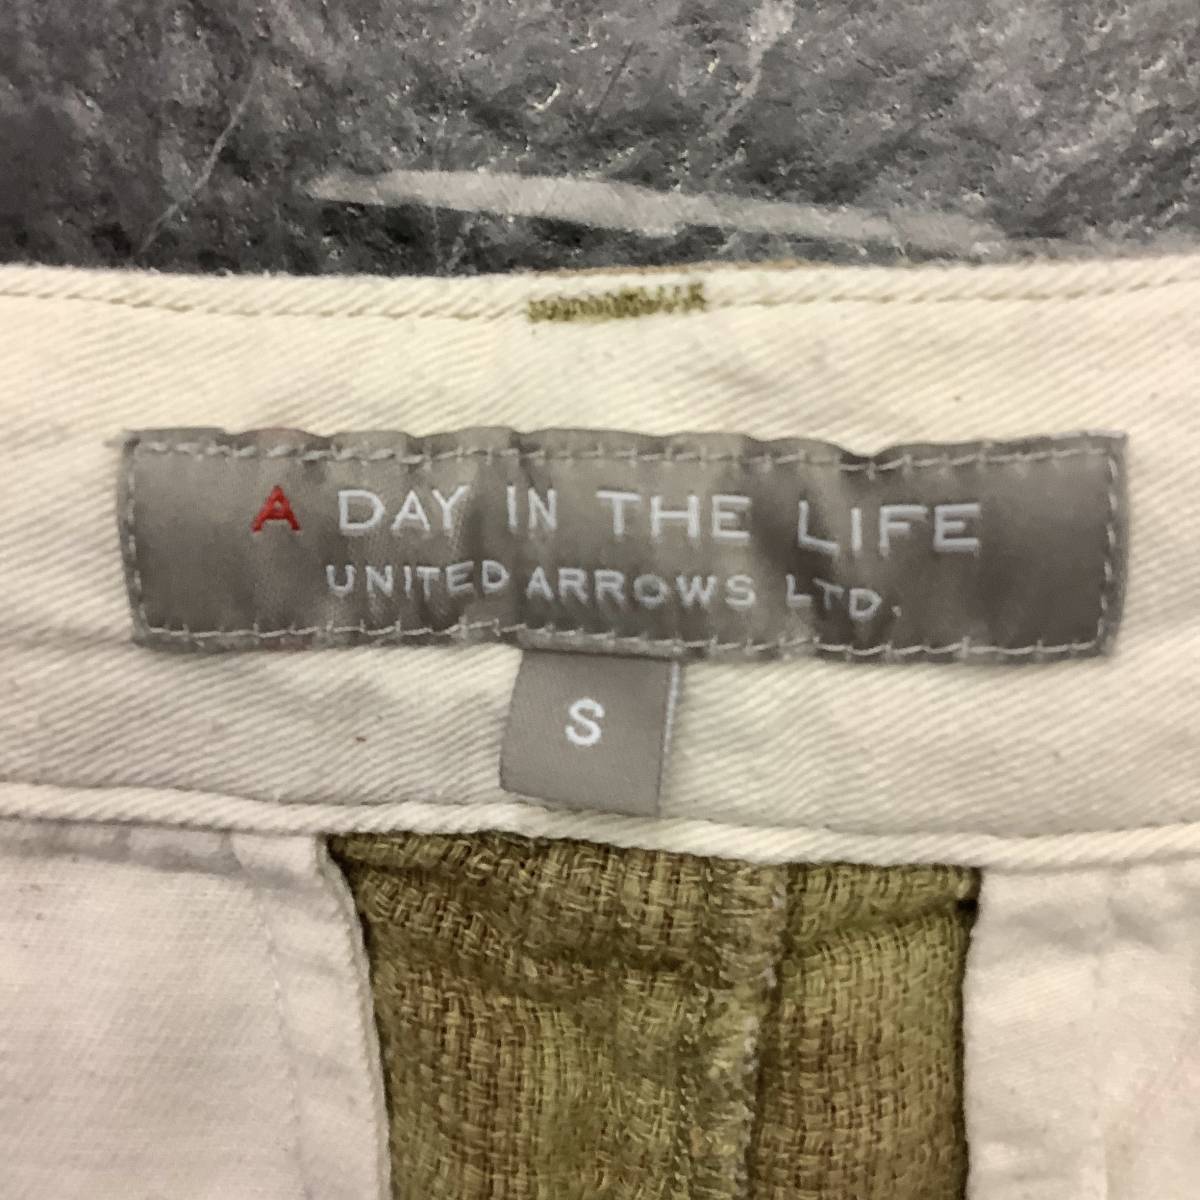 A DAY IN THE LIFE
UNITED ARROWS LTD.
S